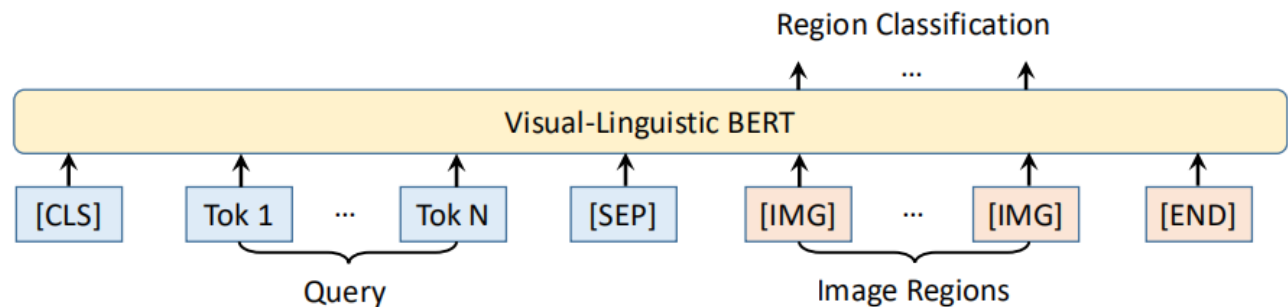 Region Classification
...
Visual-Linguistic BERT
[CLS] Tok 1 ... Tok N [SEP] [IMG] ... [IMG] [END]
Query Image Regions